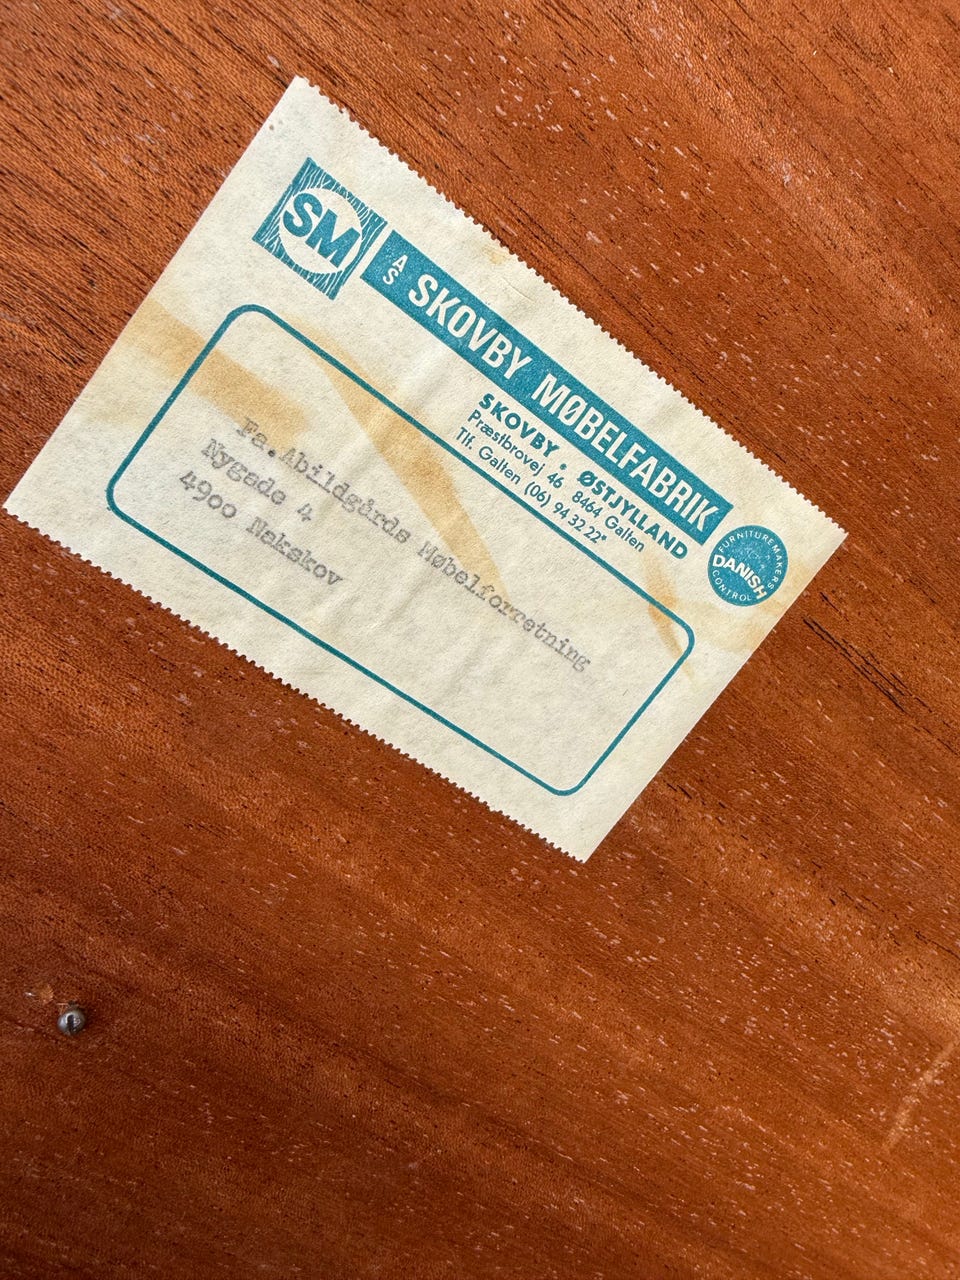 SM
A/S SKOVBY MØBELFABRIK
SKOVBY • ØSTJYLLAND
Præstbrovej 46 8464 Galten
Tlf. Galten (06) 94 32 22*
FURNITUREMAKERS
DANISH
CONTROL
Fa. Abildgårds Møbelforretning
Nygade 4
4900 Nakskov